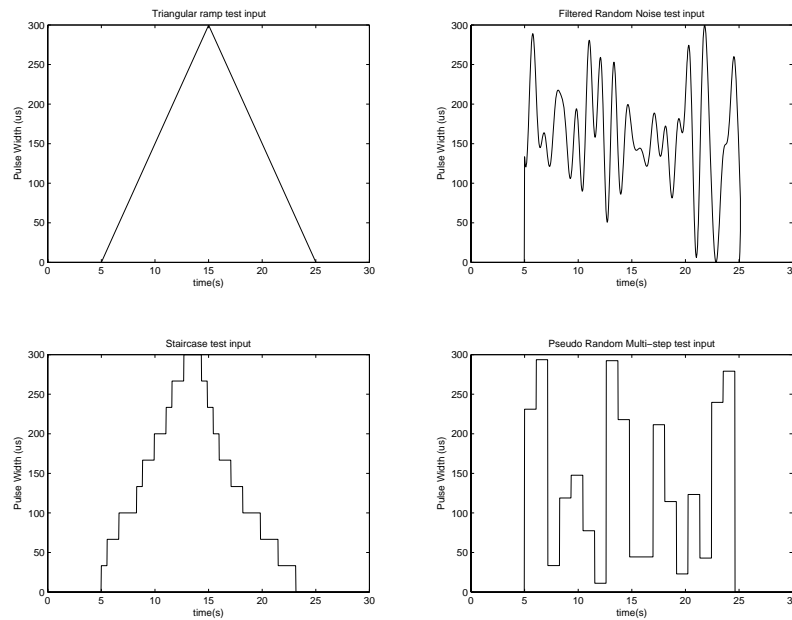 Triangular ramp test input
300
250
200
150
100
50
0
Pulse Width (us)
0 5 10 15 20 25 30
time(s)
Filtered Random Noise test input
300
250
200
150
100
50
0
Pulse Width (us)
0 5 10 15 20 25 30
time(s)
Staircase test input
300
250
200
150
100
50
0
Pulse Width (us)
0 5 10 15 20 25 30
time(s)
Pseudo Random Multi−step test input
300
250
200
150
100
50
0
Pulse Width (us)
0 5 10 15 20 25 30
time(s)